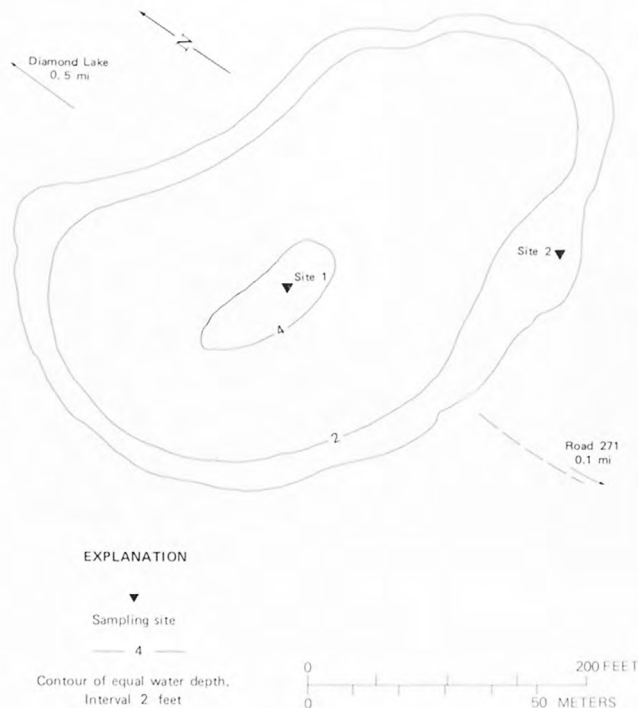 N
Diamond Lake
0.5 mi
Site 2
Site 1
4
2
Road 271
0.1 mi
EXPLANATION
Sampling site
4
Contour of equal water depth.
Interval 2 feet
0 200 FEET
0 50 METERS